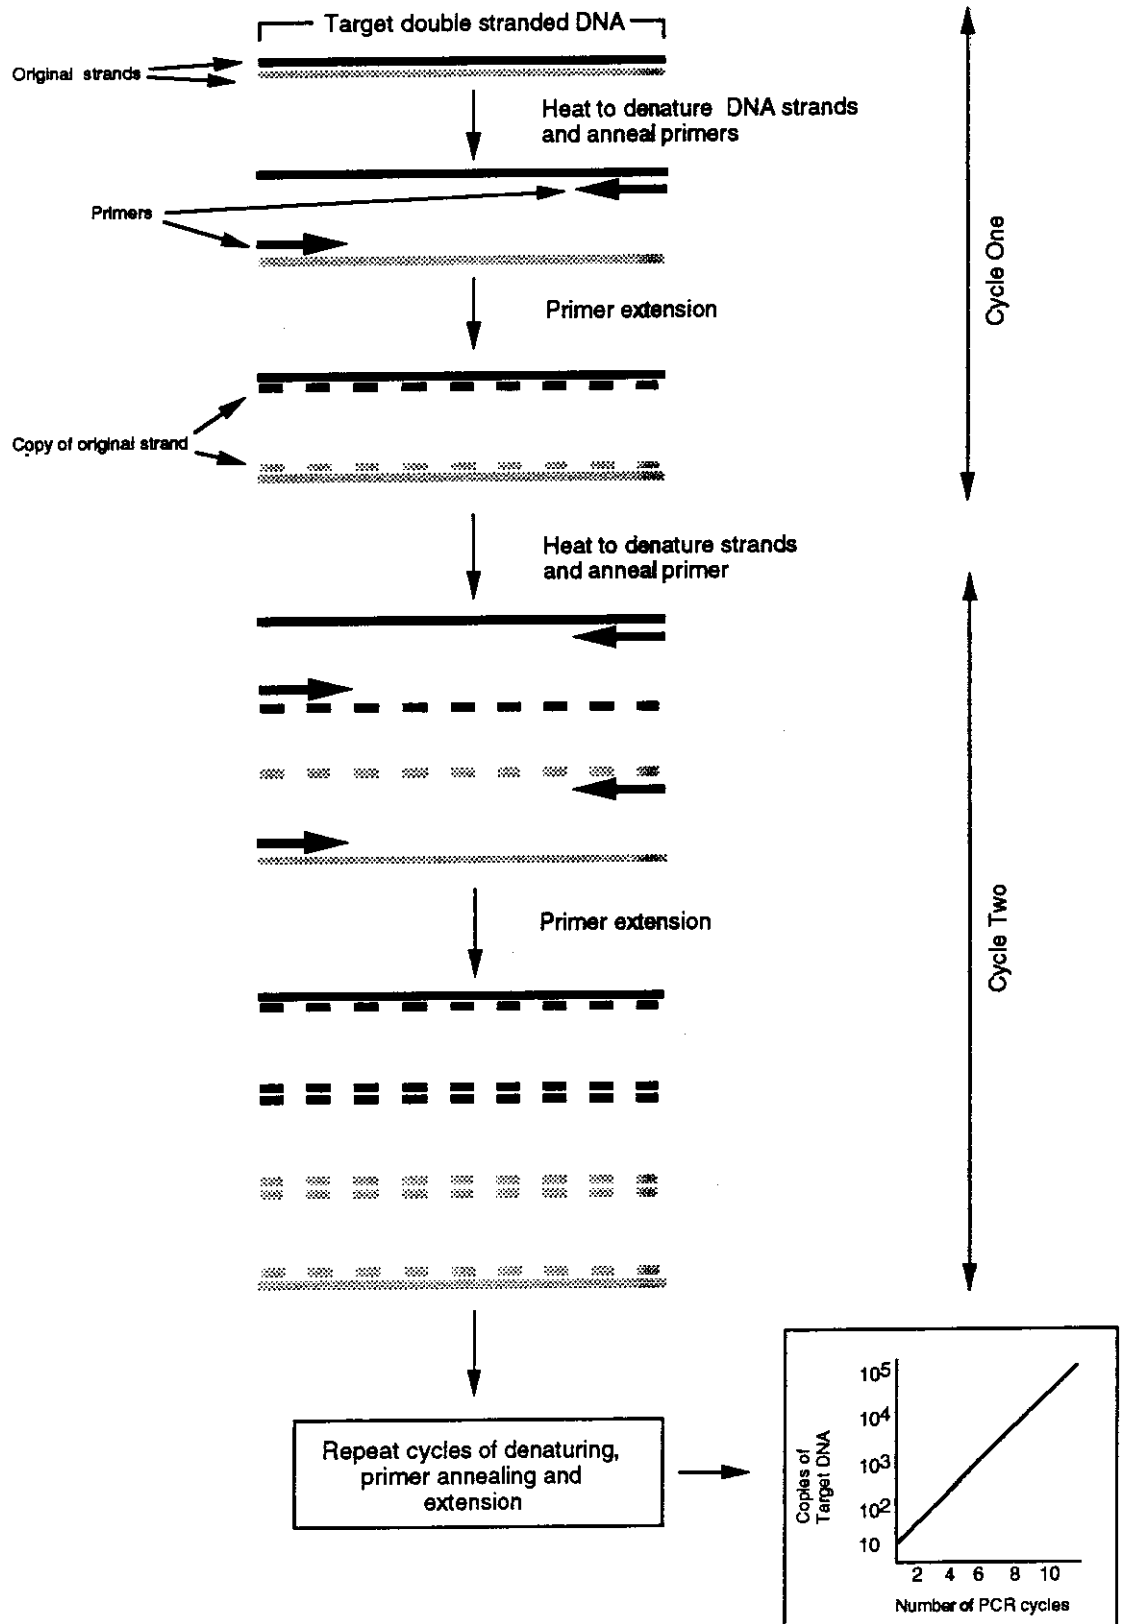 Target double stranded DNA
Original strands
Heat to denature DNA strands
and anneal primers
Primers
Cycle One
Primer extension
Copy of original strand
Heat to denature strands
and anneal primer
Primer extension
Cycle Two
Repeat cycles of denaturing,
primer annealing and
extension
Copies of
Target DNA
10⁵
10⁴
10³
10²
10
2 4 6 8 10
Number of PCR cycles